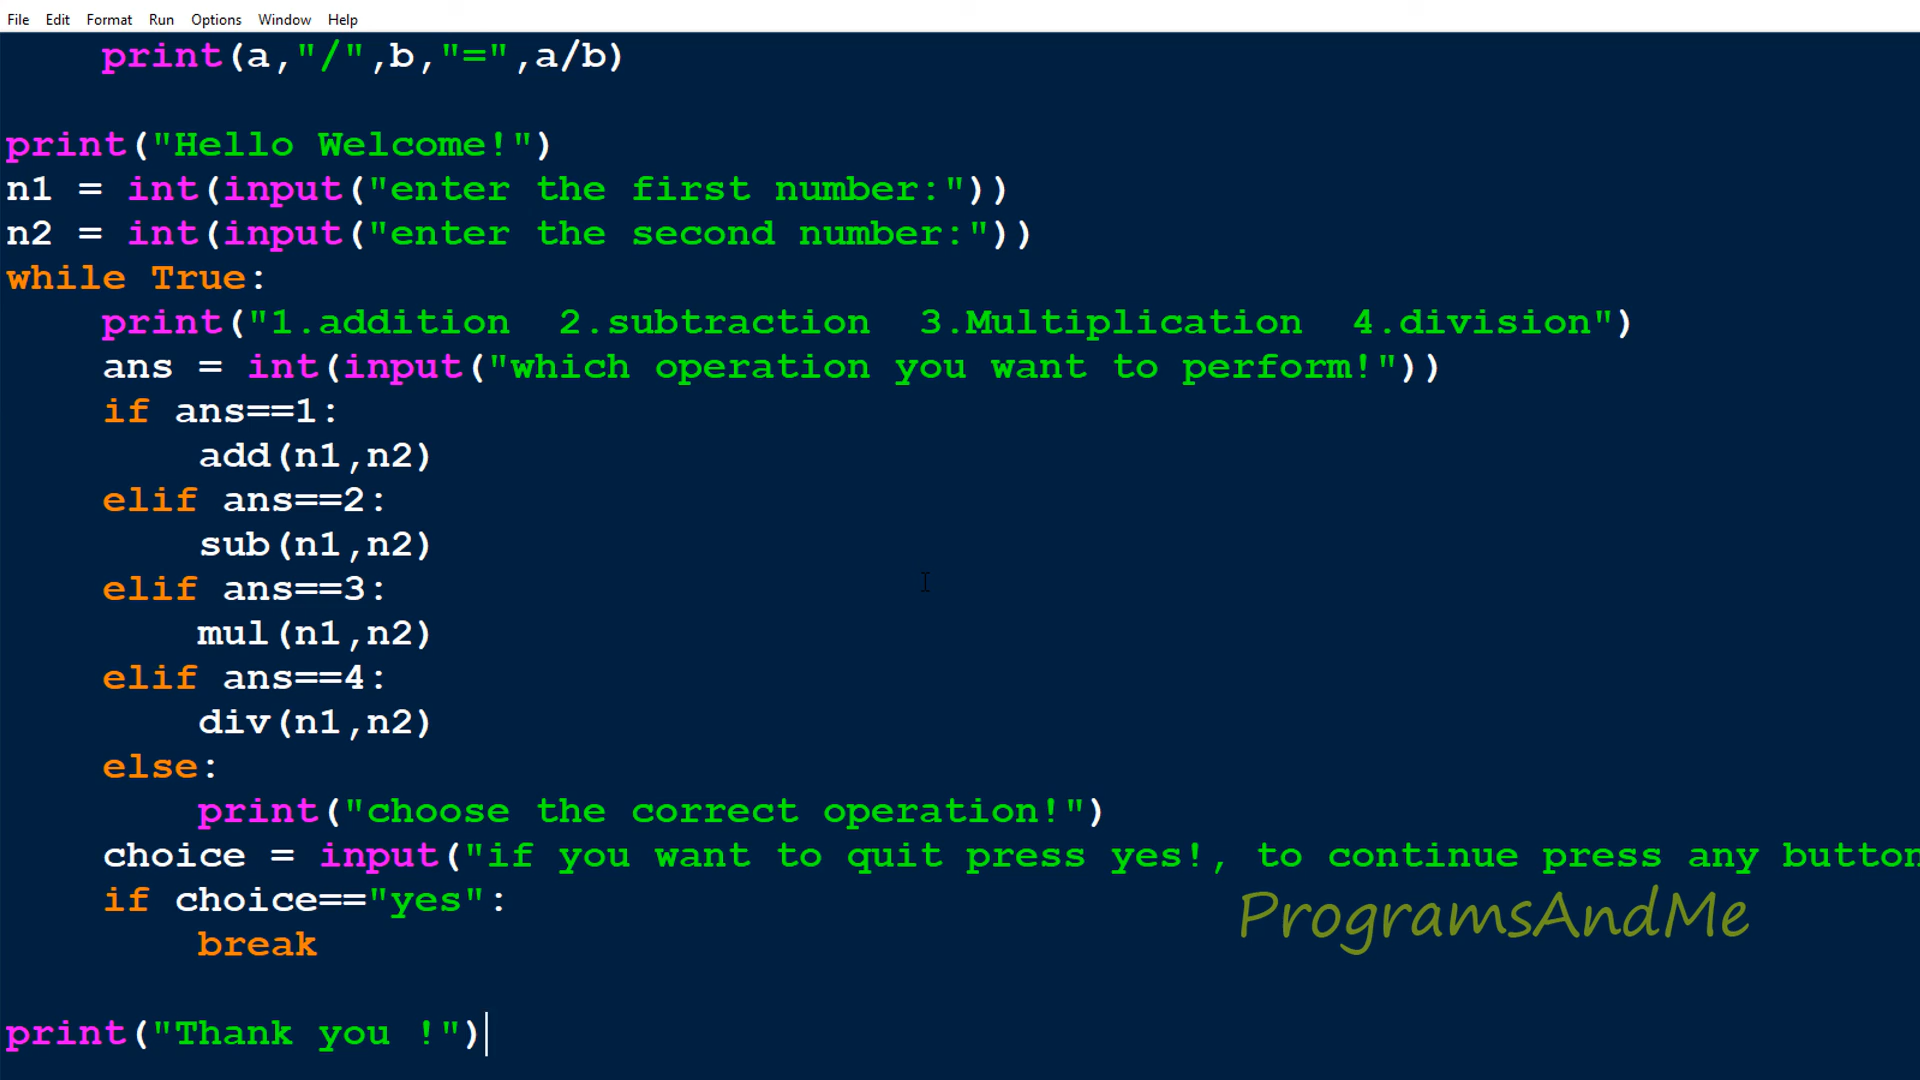 File Edit Format Run Options Window Help
    print(a,"/",b,"=",a/b)

print("Hello Welcome!")
n1 = int(input("enter the first number:"))
n2 = int(input("enter the second number:"))
while True:
    print("1.addition  2.subtraction  3.Multiplication  4.division")
    ans = int(input("which operation you want to perform!"))
    if ans==1:
        add(n1,n2)
    elif ans==2:
        sub(n1,n2)
    elif ans==3:
        mul(n1,n2)
    elif ans==4:
        div(n1,n2)
    else:
        print("choose the correct operation!")
    choice = input("if you want to quit press yes!, to continue press any button
    if choice=="yes":
        break
ProgramsAndMe

print("Thank you !")